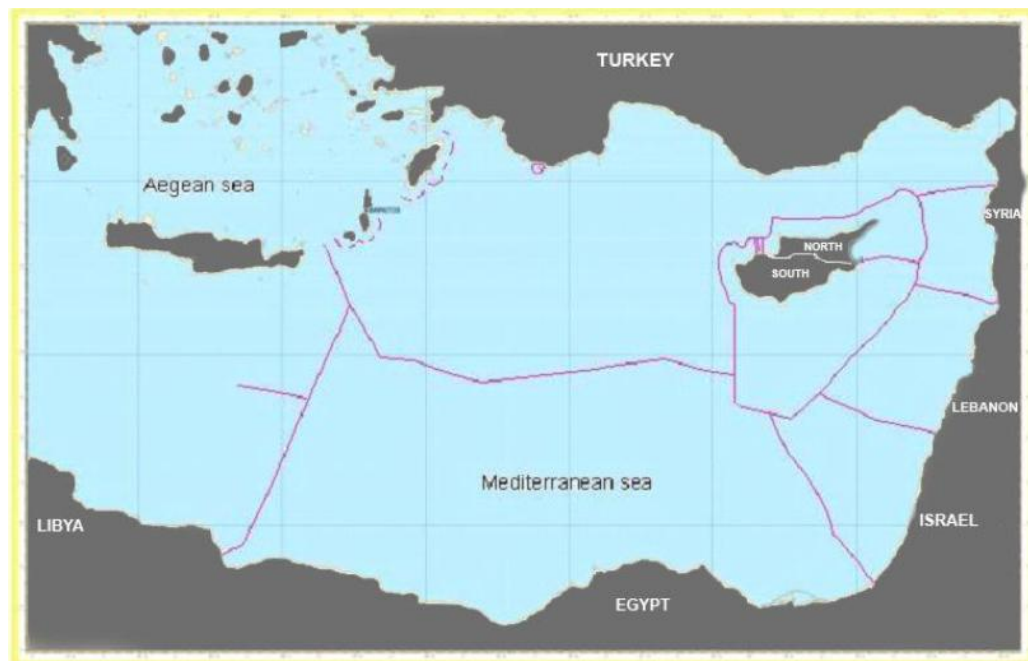 TURKEY
Aegean sea
SYRIA
NORTH
SOUTH
LEBANON
Mediterranean sea
LIBYA
ISRAEL
EGYPT